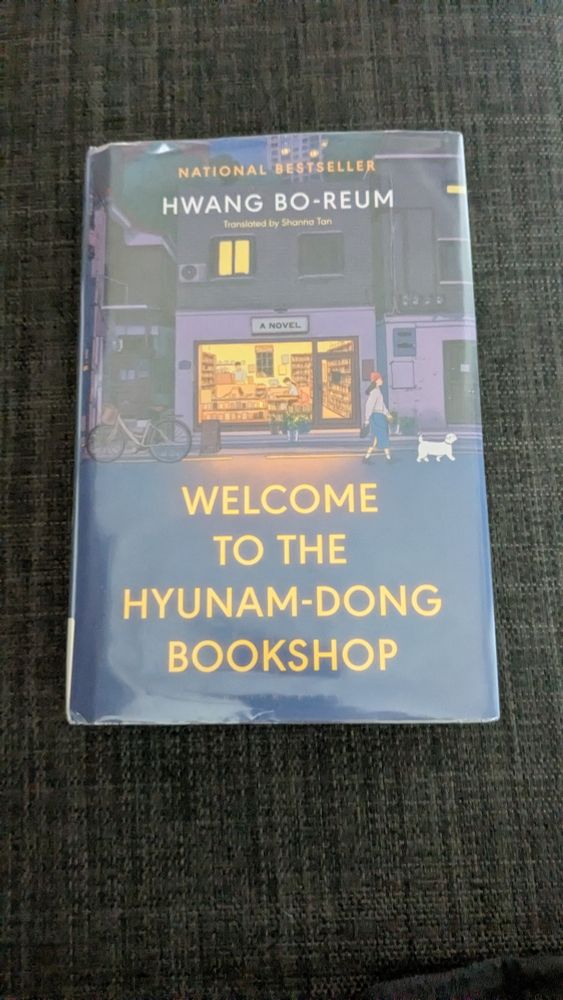 NATIONAL BESTSELLER
HWANG BO-REUM
Translated by Shanna Tan
A NOVEL
WELCOME
TO THE
HYUNAM-DONG
BOOKSHOP